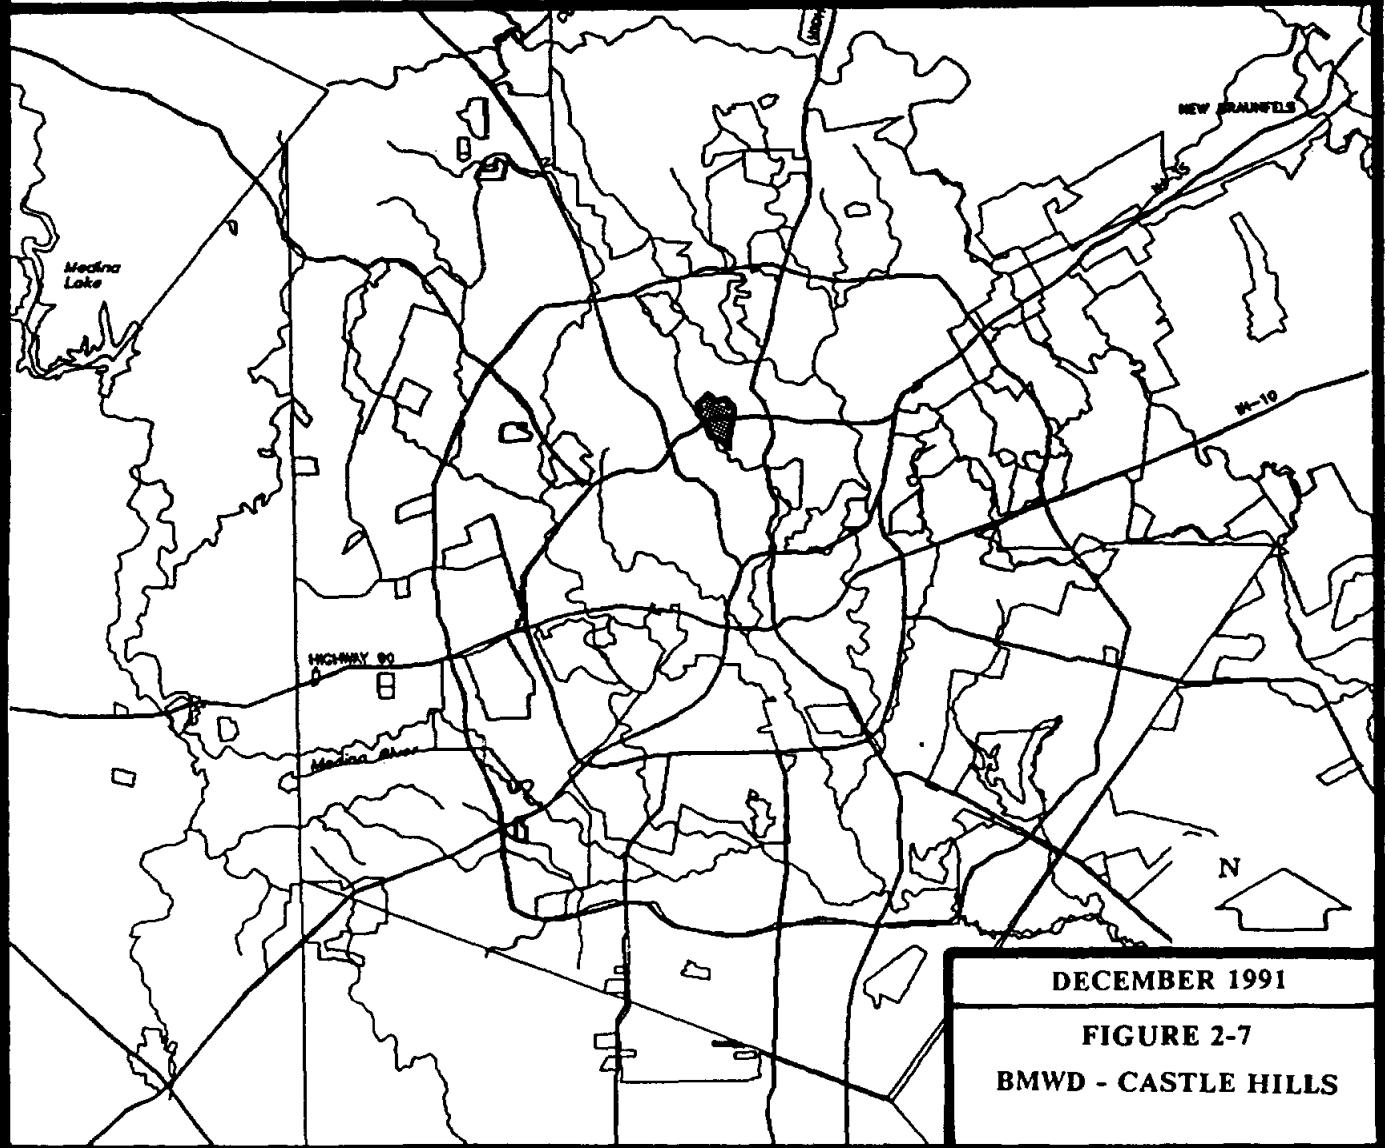 NEW BRAUNFELS
Medina
Lake
IH-10
HIGHWAY 90
Medina River
N
DECEMBER 1991
FIGURE 2-7
BMWD - CASTLE HILLS